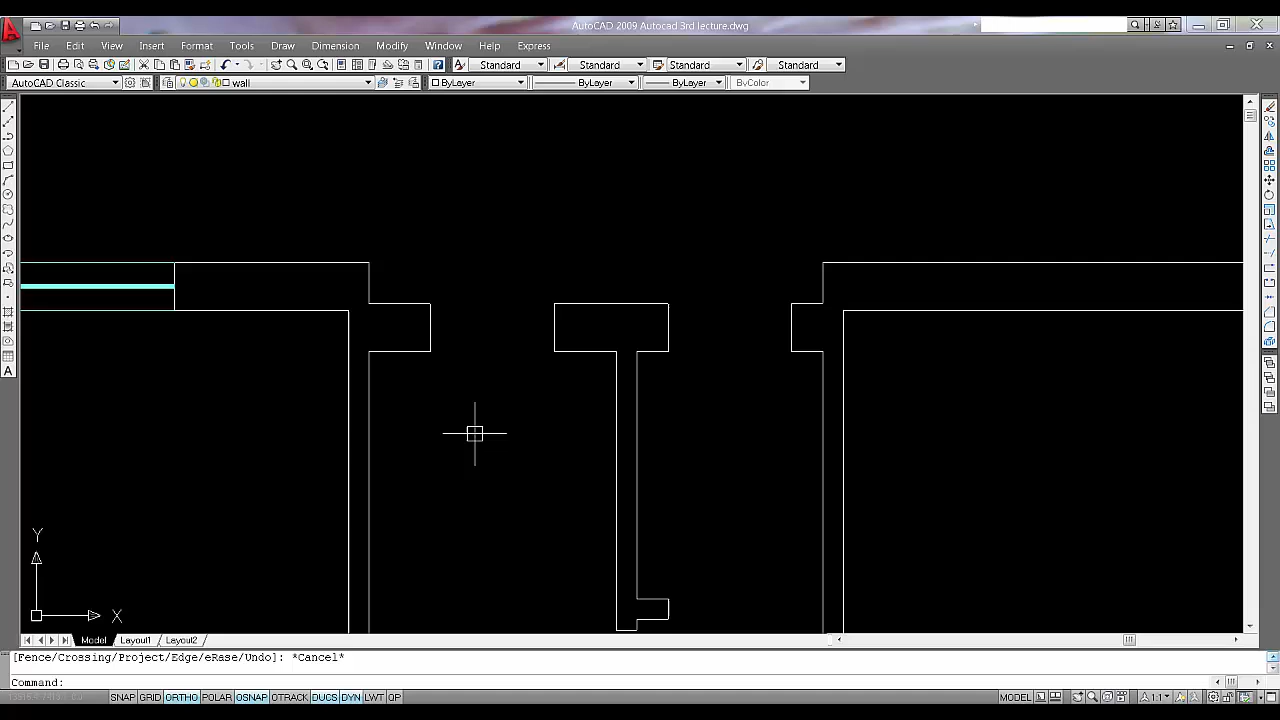 AutoCAD 2009 Autocad 3rd lecture.dwg
File Edit View Insert Format Tools Draw Dimension Modify Window Help Express
Standard Standard Standard Standard
AutoCAD Classic wall ByLayer ByLayer ByLayer ByColor
A
Y
X
Model Layout1 Layout2
[Fence/Crossing/Project/Edge/eRase/Undo]: *Cancel*
Command:
SNAP GRID ORTHO POLAR OSNAP OTRACK DUCS DYN LWT QP MODEL 1:1